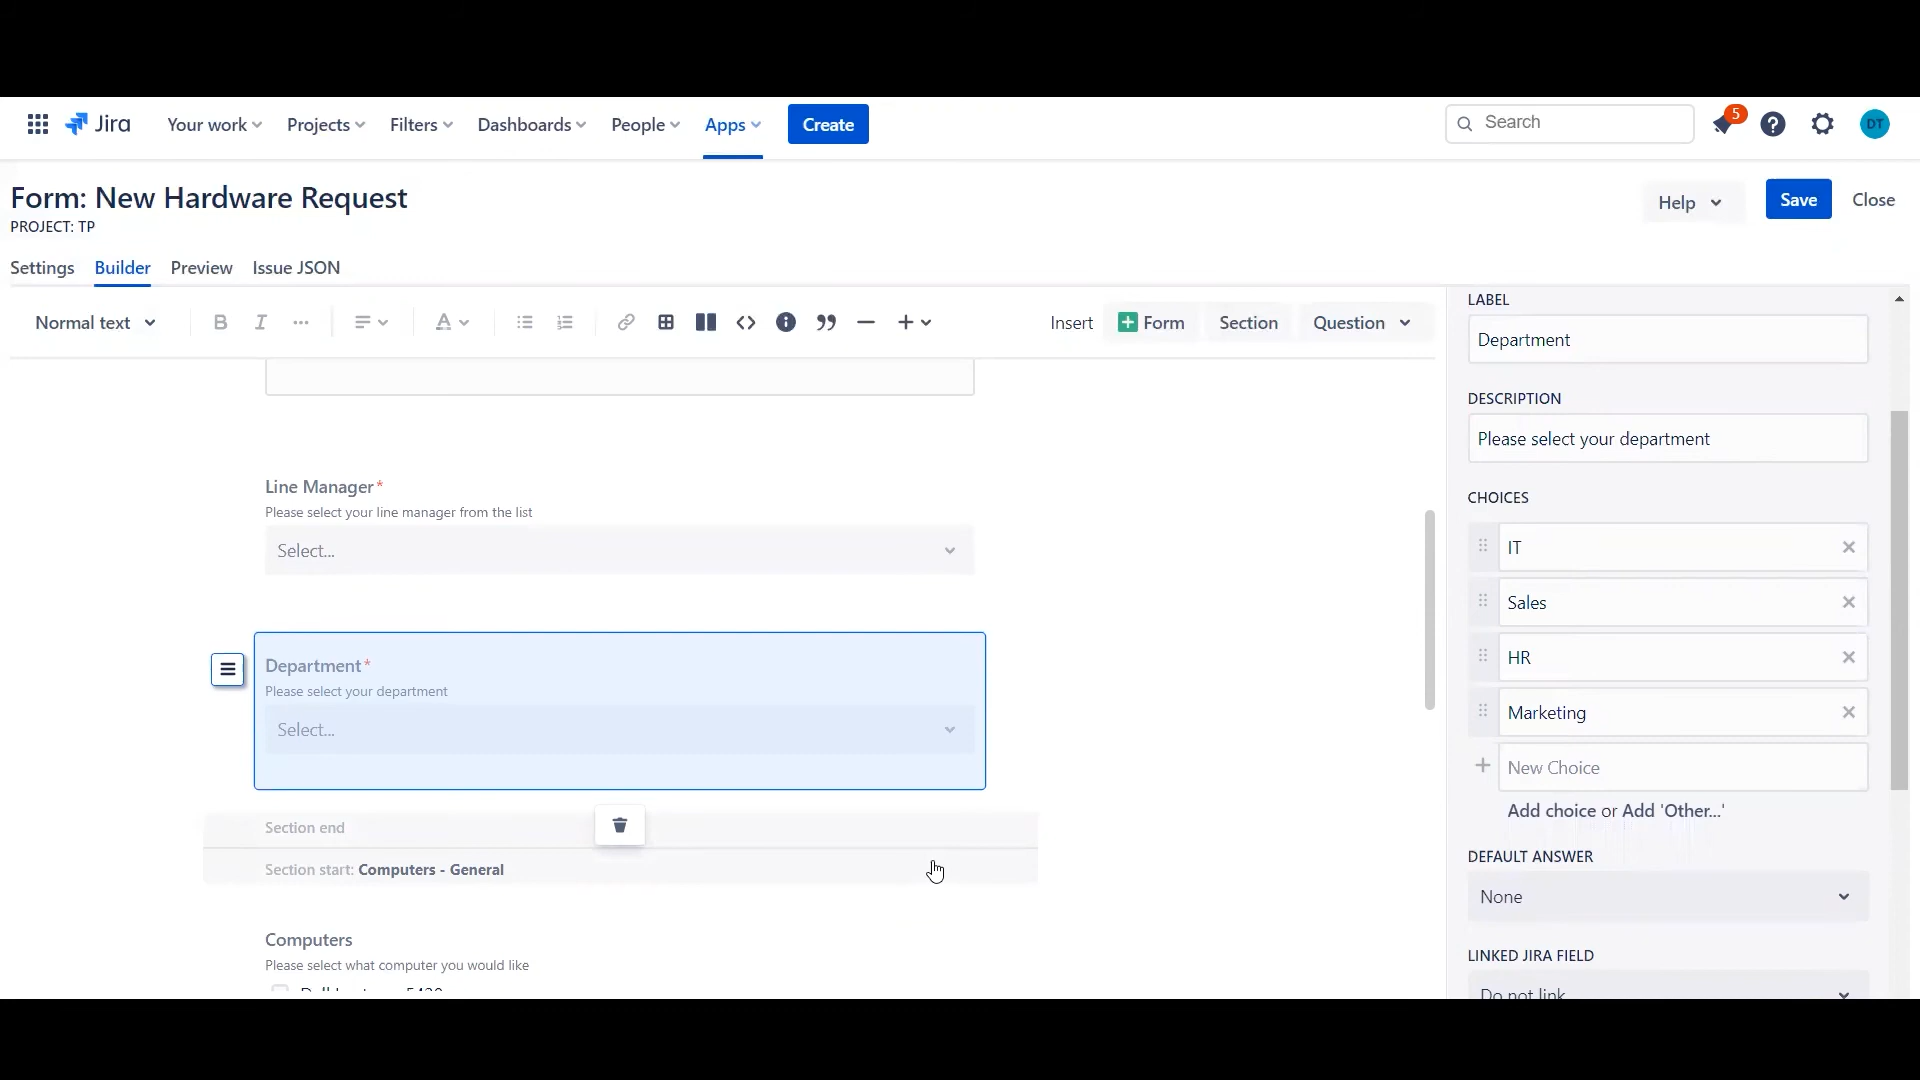 Jira
Your work
Projects
Filters
Dashboards
People
Apps
Create
Search
5
DT
Form: New Hardware Request
PROJECT: TP
Help
Save
Close
Settings
Builder
Preview
Issue JSON
Normal text
Insert
Form
Section
Question
Line Manager*
Please select your line manager from the list
Select...
Department*
Please select your department
Select...
Section end
Section start: Computers - General
Computers
Please select what computer you would like
LABEL
Department
DESCRIPTION
Please select your department
CHOICES
IT
Sales
HR
Marketing
New Choice
Add choice or Add 'Other...'
DEFAULT ANSWER
None
LINKED JIRA FIELD
Do not link